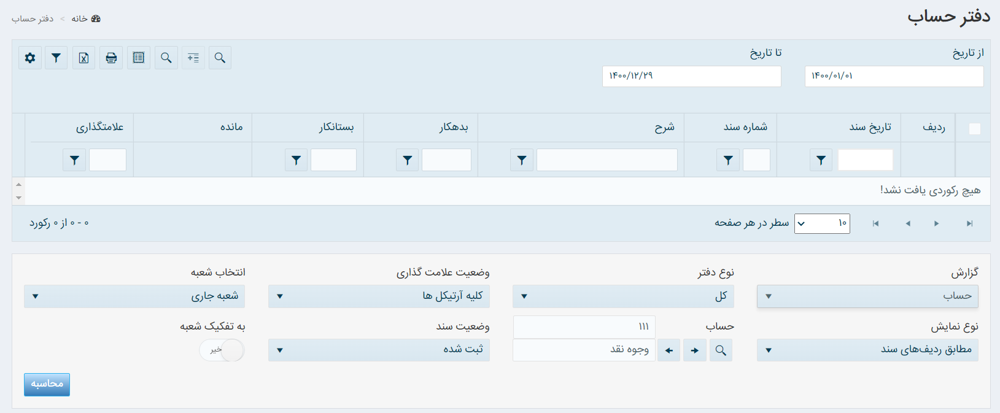 دفتر حساب
خانه > دفتر حساب
از تاریخ
تا تاریخ
۱۴۰۰/۰۱/۰۱
۱۴۰۰/۱۲/۲۹
ردیف تاریخ سند شماره سند شرح بدهکار بستانکار مانده علامتگذاری
هیچ رکوردی یافت نشد!
۱۰ سطر در هر صفحه
۰ - ۰ از ۰ رکورد
گزارش نوع دفتر وضعیت علامت گذاری انتخاب شعبه
حساب کل کلیه آرتیکل ها شعبه جاری
نوع نمایش حساب ۱۱۱ وضعیت سند به تفکیک شعبه
مطابق ردیف‌های سند وجوه نقد ثبت شده خیر
محاسبه